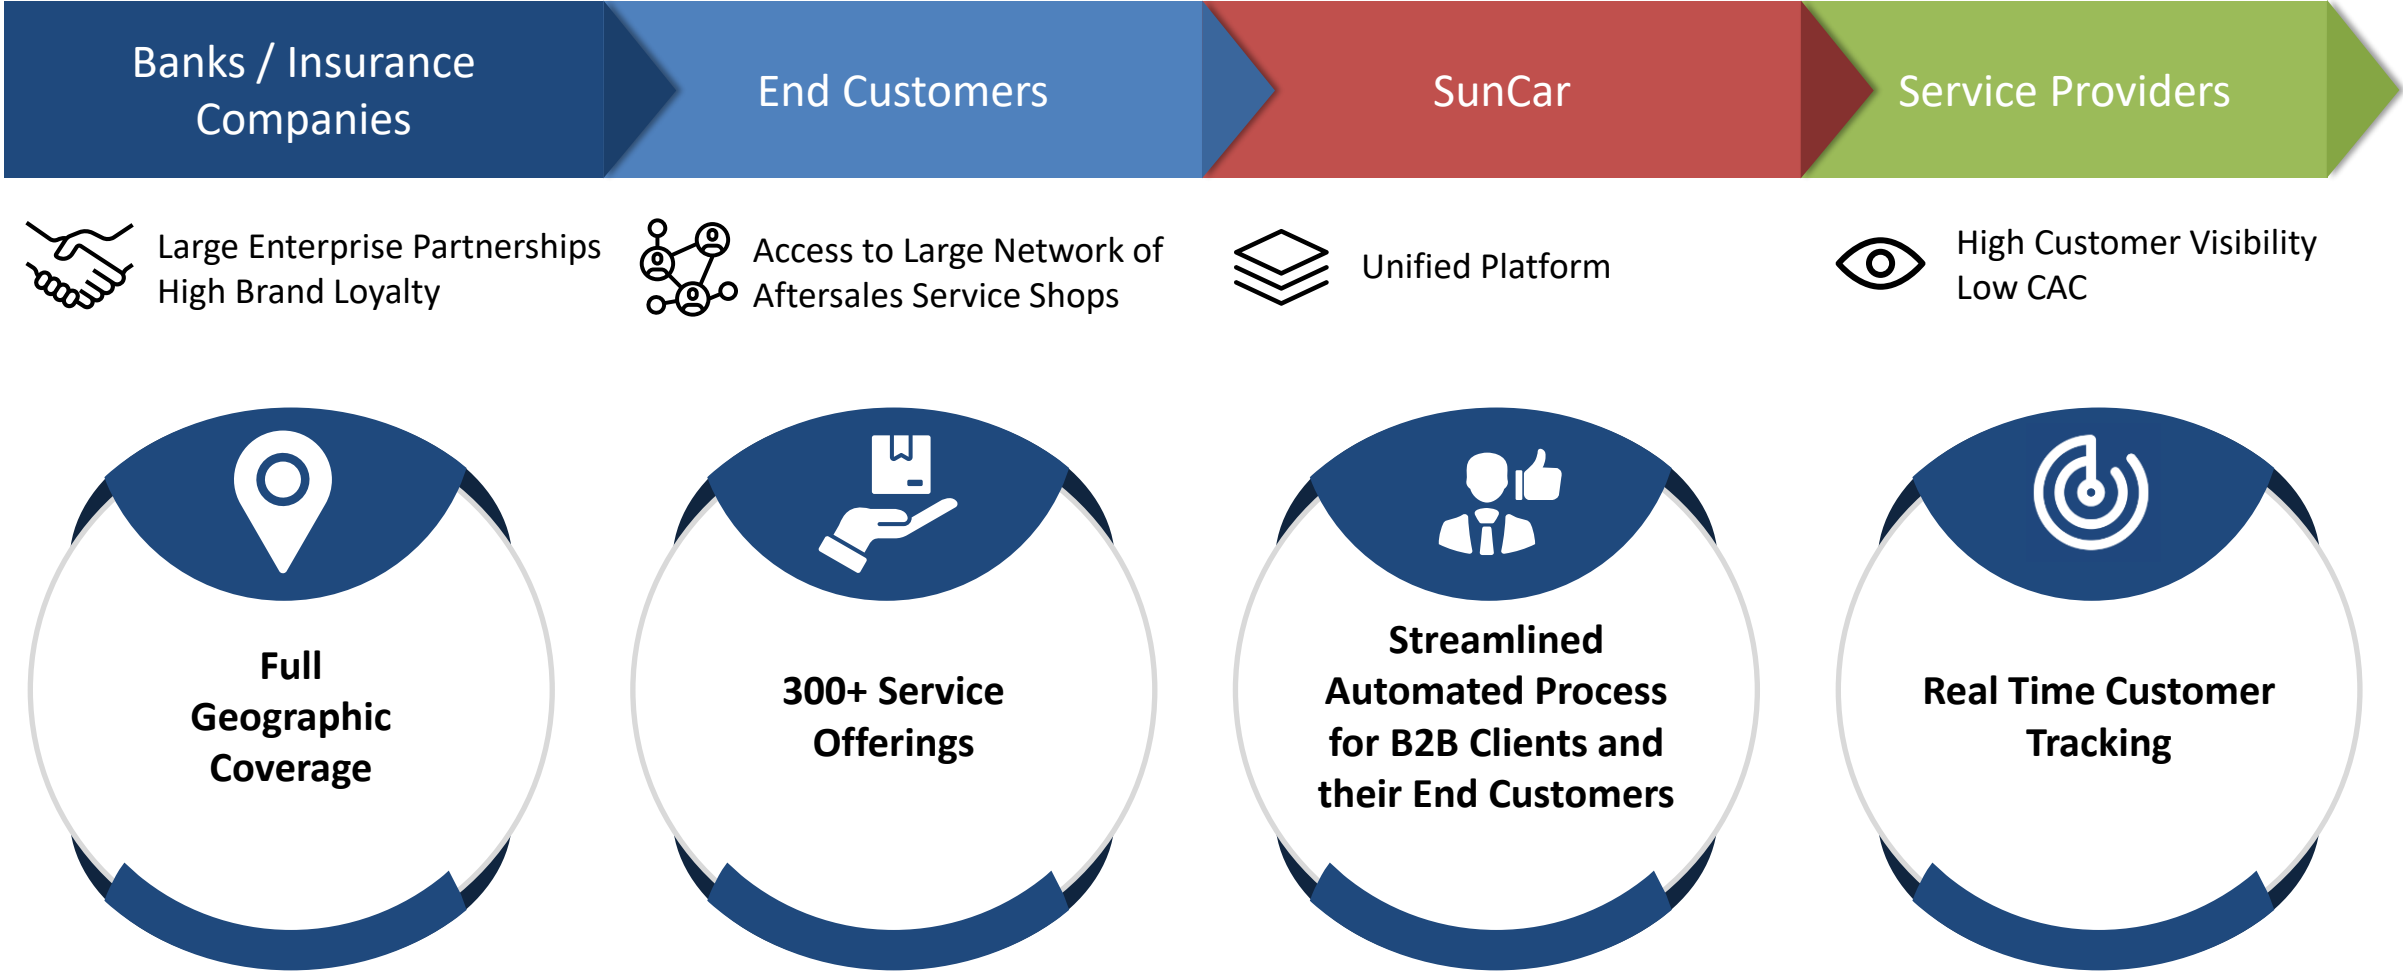 Banks / Insurance
Companies
End Customers
SunCar
Service Providers
Large Enterprise Partnerships
High Brand Loyalty
Access to Large Network of
Aftersales Service Shops
Unified Platform
High Customer Visibility
Low CAC
Full
Geographic
Coverage
300+ Service
Offerings
Streamlined
Automated Process
for B2B Clients and
their End Customers
Real Time Customer
Tracking